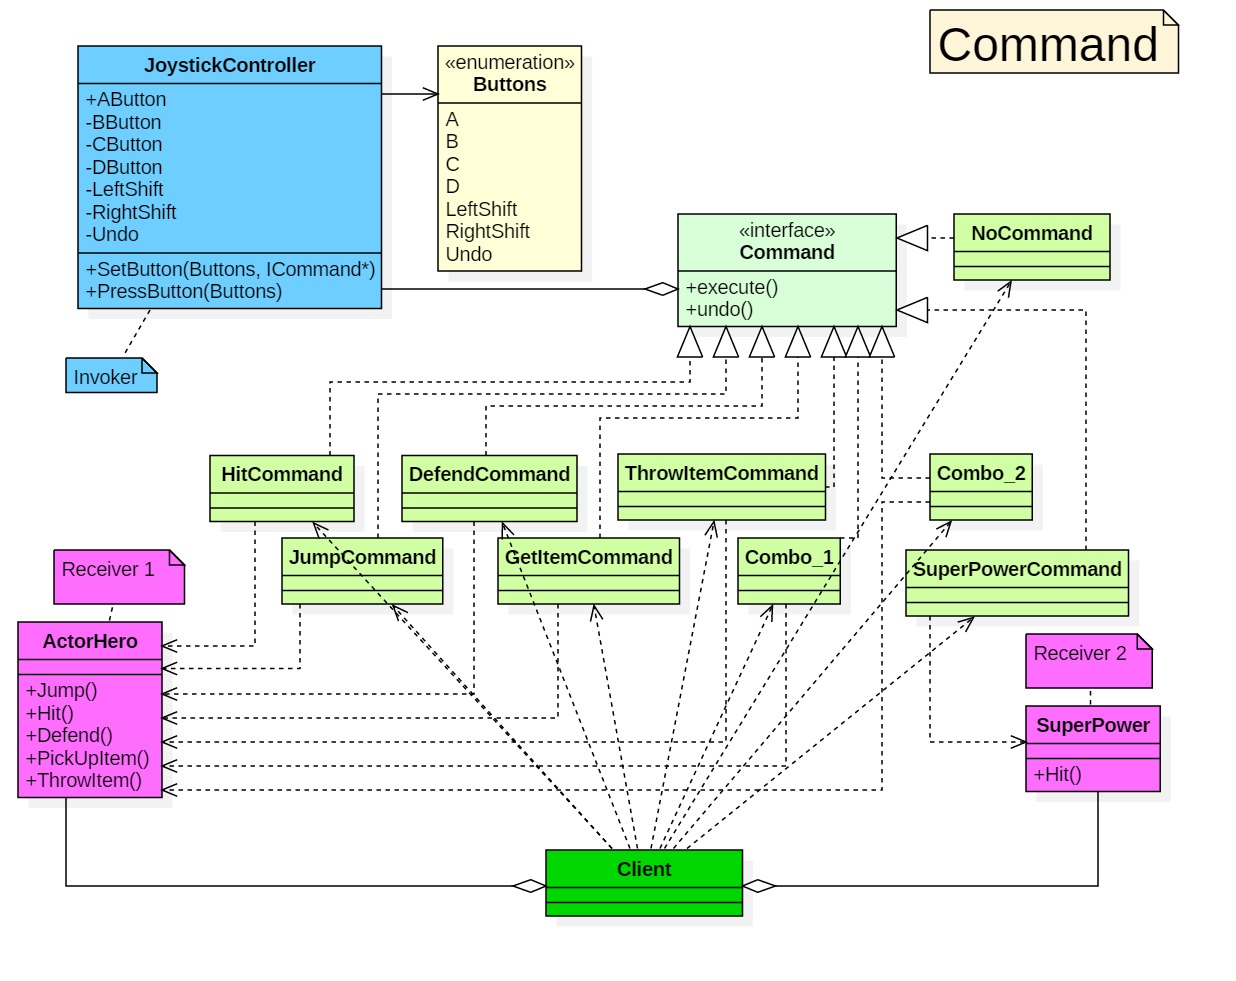 Command
JoystickController
+AButton
-BButton
-CButton
-DButton
-LeftShift
-RightShift
-Undo
+SetButton(Buttons, ICommand*)
+PressButton(Buttons)
«enumeration»
Buttons
A
B
C
D
LeftShift
RightShift
Undo
«interface»
Command
+execute()
+undo()
NoCommand
Invoker
HitCommand
DefendCommand
ThrowItemCommand
Combo_2
JumpCommand
GetItemCommand
Combo_1
SuperPowerCommand
Receiver 1
ActorHero
+Jump()
+Hit()
+Defend()
+PickUpItem()
+ThrowItem()
Receiver 2
SuperPower
+Hit()
Client